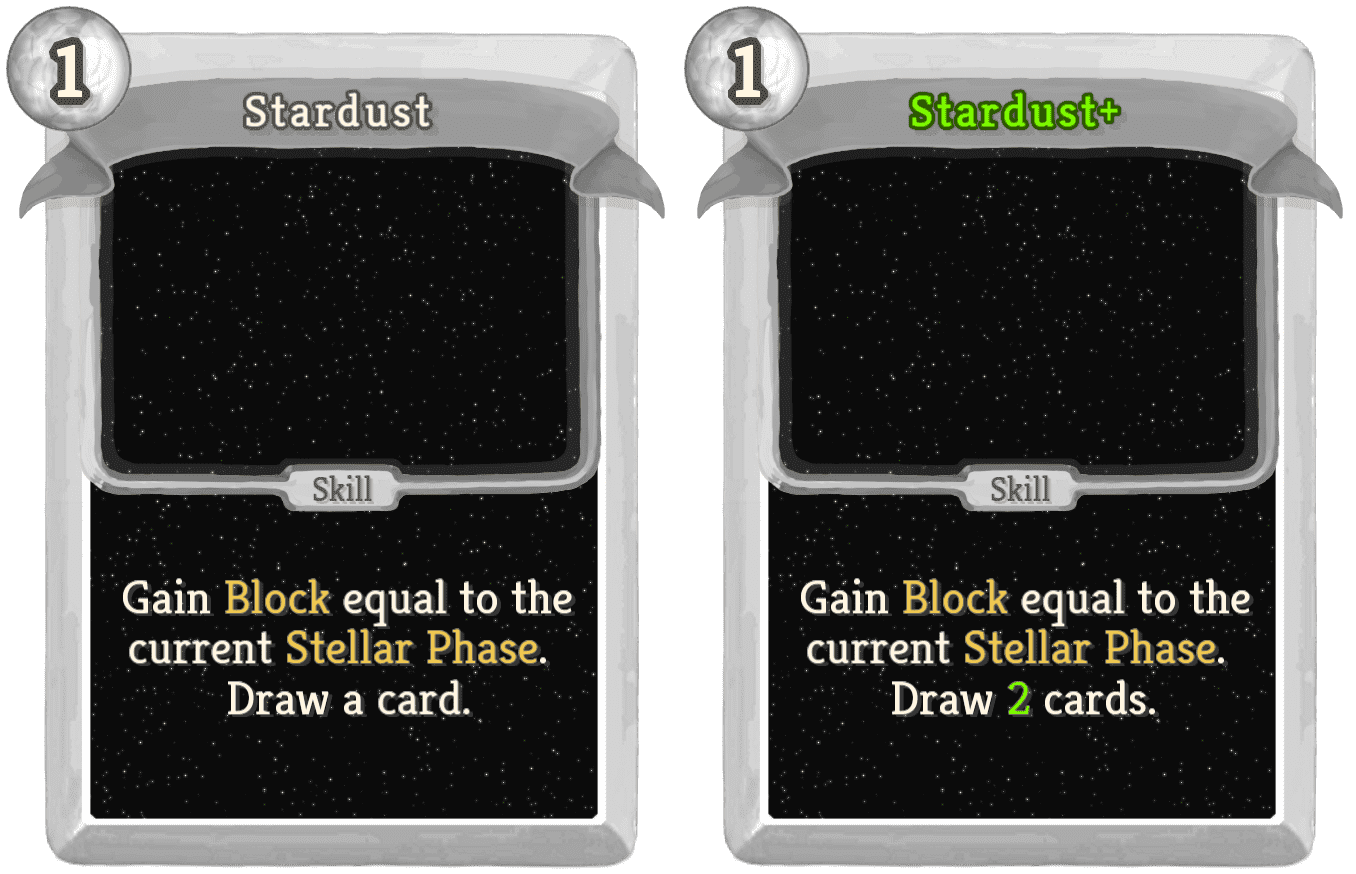 1
Stardust
Skill
Gain Block equal to the
current Stellar Phase.
Draw a card.
1
Stardust+
Skill
Gain Block equal to the
current Stellar Phase.
Draw 2 cards.